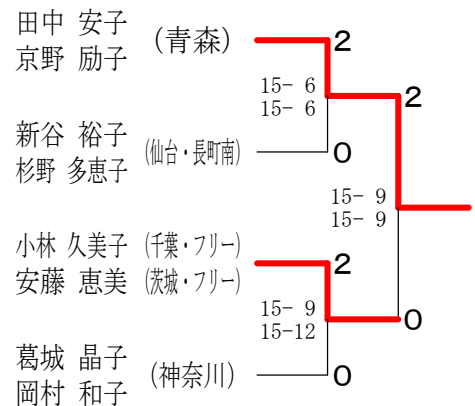 田中 安子
京野 励子
(青森)
2
15- 6
15- 6
2
新谷 裕子
杉野 多恵子
(仙台・長町南)
0
15- 9
15- 9
小林 久美子 (千葉・フリー)
安藤 恵美 (茨城・フリー)
2
15- 9
15-12
0
葛城 晶子
岡村 和子
(神奈川)
0